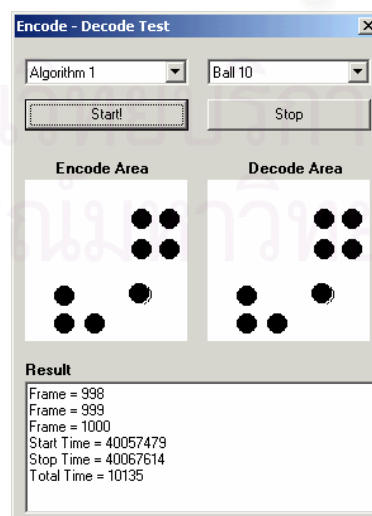 Encode - Decode Test
Algorithm 1
Ball 10
Start!
Stop
Encode Area
Decode Area
Result
Frame = 998
Frame = 999
Frame = 1000
Start Time = 40057479
Stop Time = 40067614
Total Time = 10135